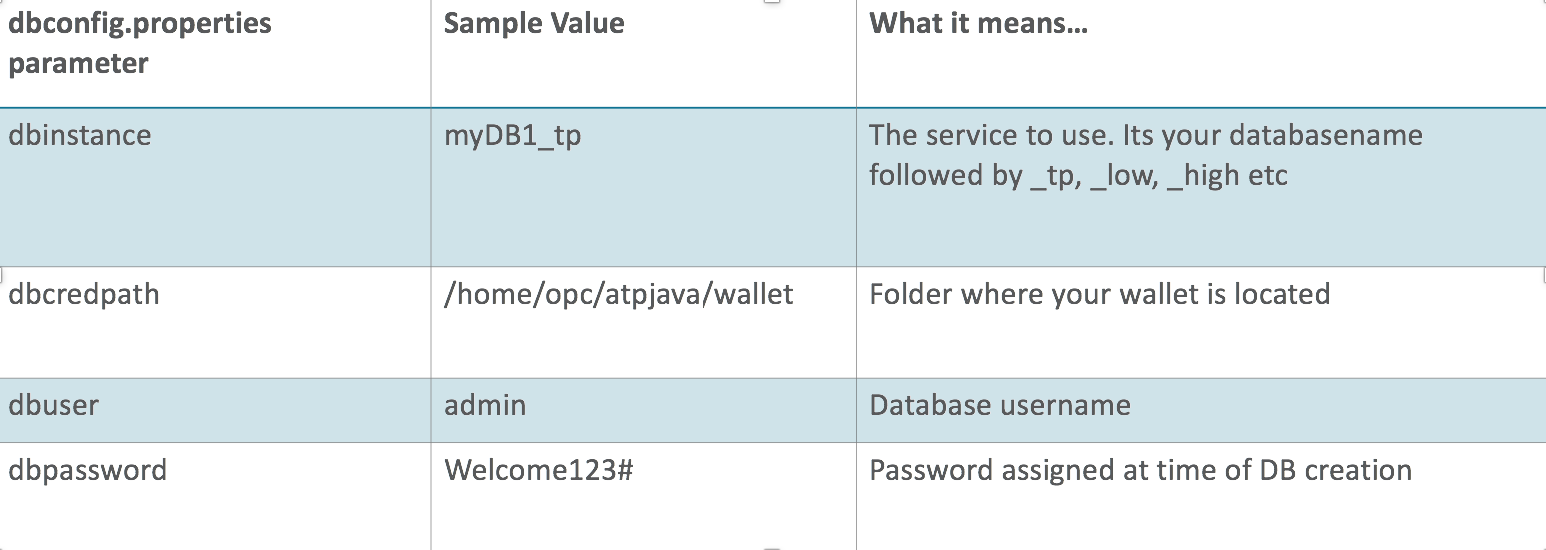 dbconfig.properties
parameter
Sample Value
What it means...
dbinstance
myDB1_tp
The service to use. Its your databasename
followed by _tp, _low, _high etc
dbcredpath
/home/opc/atpjava/wallet
Folder where your wallet is located
dbuser
admin
Database username
dbpassword
Welcome123#
Password assigned at time of DB creation